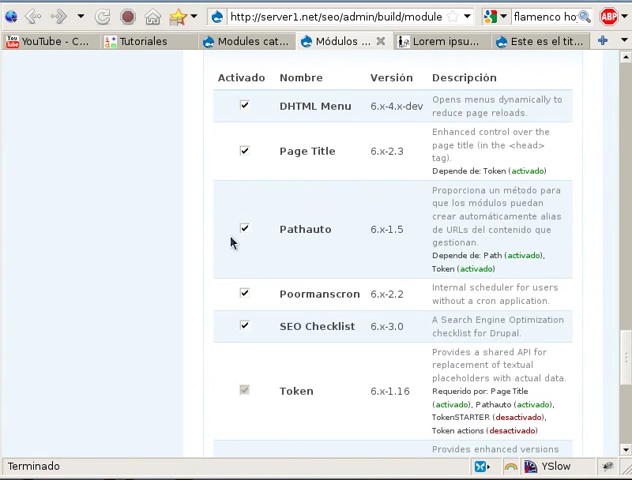 http://server1.net/seo/admin/build/module
flamenco ho
ABP
YouTube - C...
Tutoriales
Modules cat...
Módulos ...
Lorem ipsu...
Este es el tit...
Activado Nombre Versión Descripción
DHTML Menu 6.x-4.x-dev
Opens menus dynamically to
reduce page reloads.
Page Title 6.x-2.3
Enhanced control over the
page title (in the <head>
tag).
Depende de: Token (activado)
Pathauto 6.x-1.5
Proporciona un método para
que los módulos puedan
crear automáticamente alias
de URLs del contenido que
gestionan.
Depende de: Path (activado),
Token (activado)
Poormanscron 6.x-2.2
Internal scheduler for users
without a cron application.
SEO Checklist 6.x-3.0
A Search Engine Optimization
checklist for Drupal.
Token 6.x-1.16
Provides a shared API for
replacement of textual
placeholders with actual data.
Requerido por: Page Title
(activado), Pathauto (activado),
TokenSTARTER (desactivado),
Token actions (desactivado)
Provides enhanced versions
Terminado
YSlow